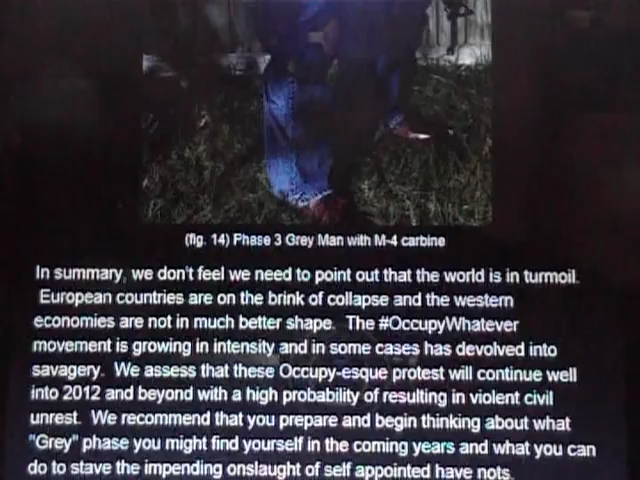 (fig. 14) Phase 3 Grey Man with M-4 carbine
In summary, we don't feel we need to point out that the world is in turmoil.
European countries are on the brink of collapse and the western
economies are not in much better shape. The #OccupyWhatever
movement is growing in intensity and in some cases has devolved into
savagery. We assess that these Occupy-esque protest will continue well
into 2012 and beyond with a high probability of resulting in violent civil
unrest. We recommend that you prepare and begin thinking about what
"Grey" phase you might find yourself in the coming years and what you can
do to stave the impending onslaught of self appointed have nots.